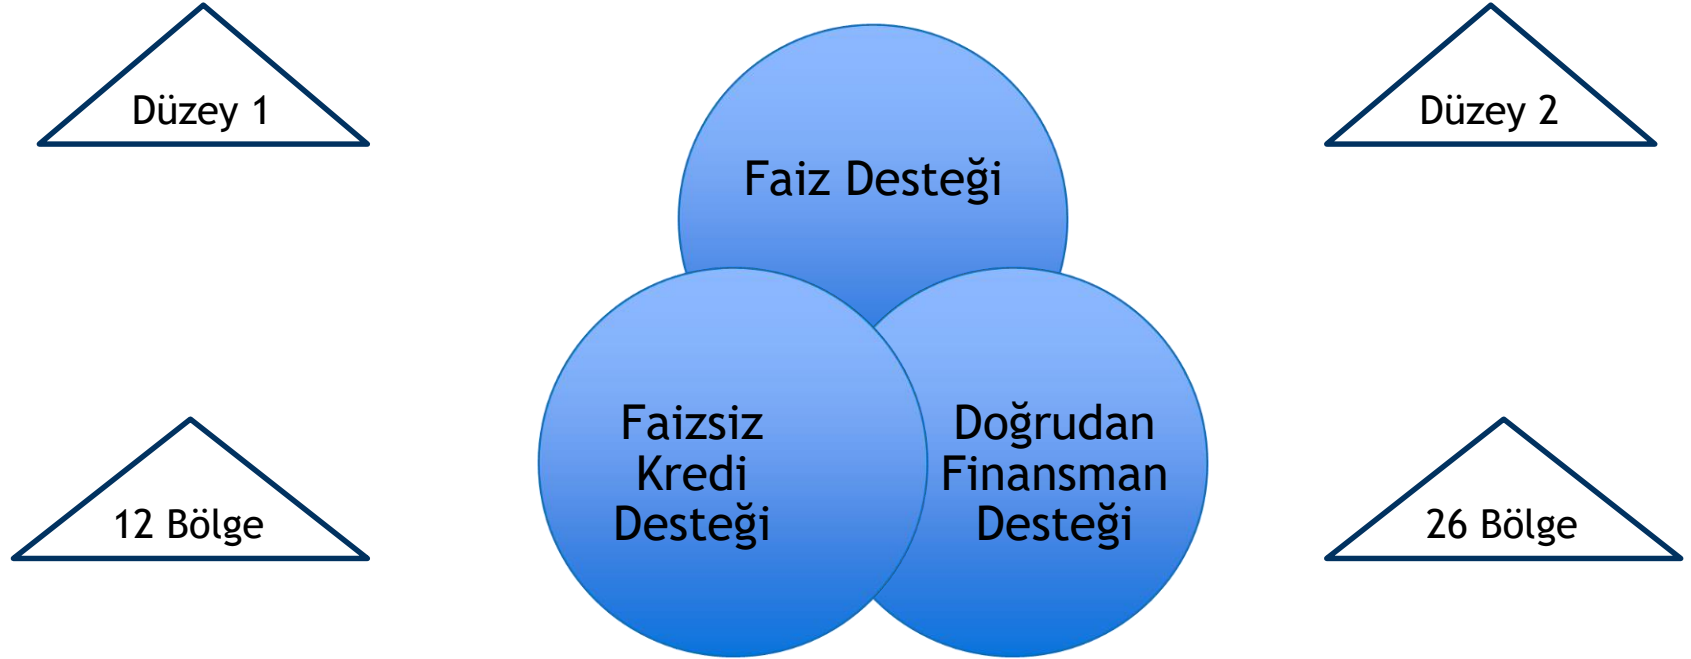 Düzey 1
Düzey 2
Faiz Desteği
Faizsiz
Kredi
Desteği
Doğrudan
Finansman
Desteği
12 Bölge
26 Bölge